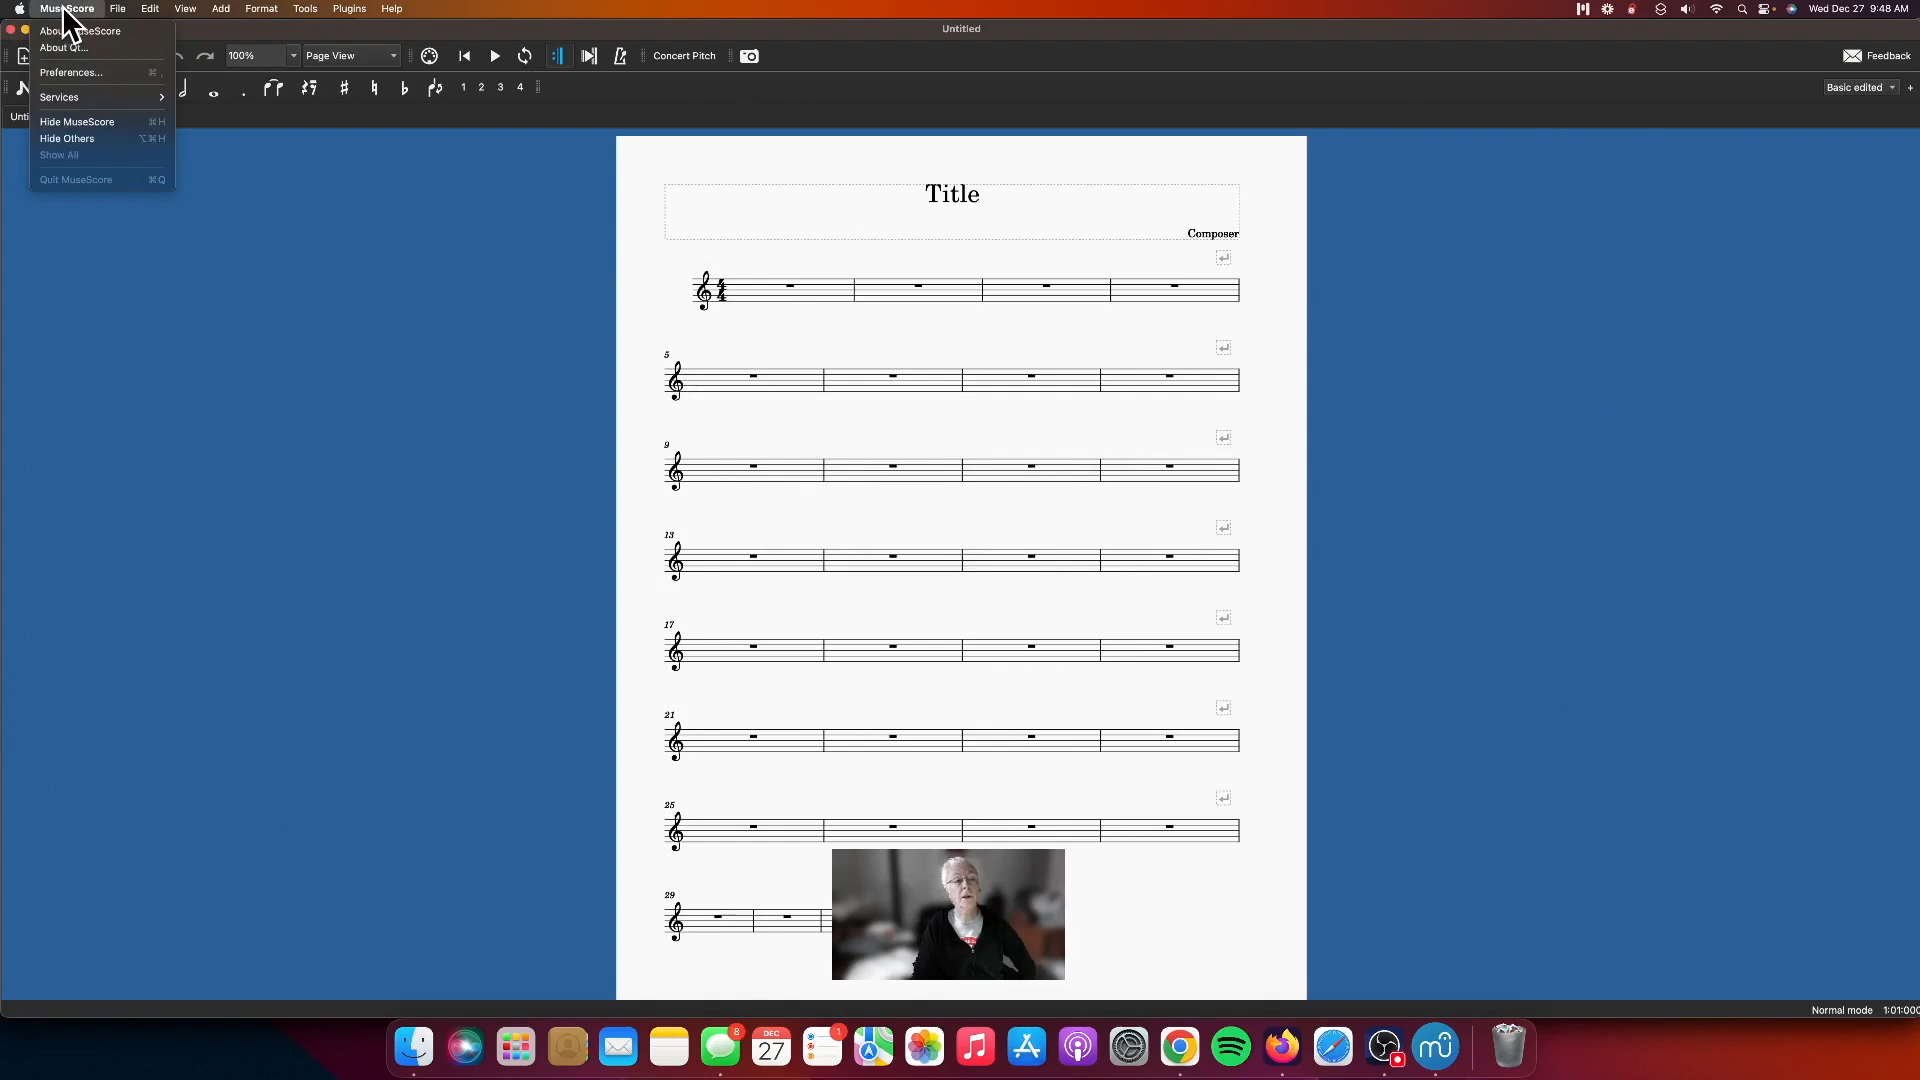 MuseScore File Edit View Add Format Tools Plugins Help Wed Dec 27 9:48 AM
Untitled
About MuseScore
About Qt...
Preferences... ⌘ ,
Services
Hide MuseScore ⌘H
Hide Others ⌥⌘H
Show All
Quit MuseScore ⌘Q
100% Page View Concert Pitch Feedback
1 2 3 4 Basic edited +
Title
Composer
5
9
13
17
21
25
29
Normal mode 1:01:000
8 DEC 27 1